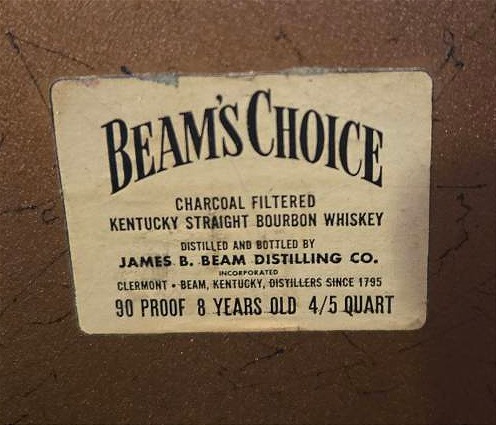 BEAM'S CHOICE
CHARCOAL FILTERED
KENTUCKY STRAIGHT BOURBON WHISKEY
DISTILLED AND BOTTLED BY
JAMES B. BEAM DISTILLING CO.
INCORPORATED
CLERMONT • BEAM, KENTUCKY, DISTILLERS SINCE 1795
90 PROOF 8 YEARS OLD 4/5 QUART